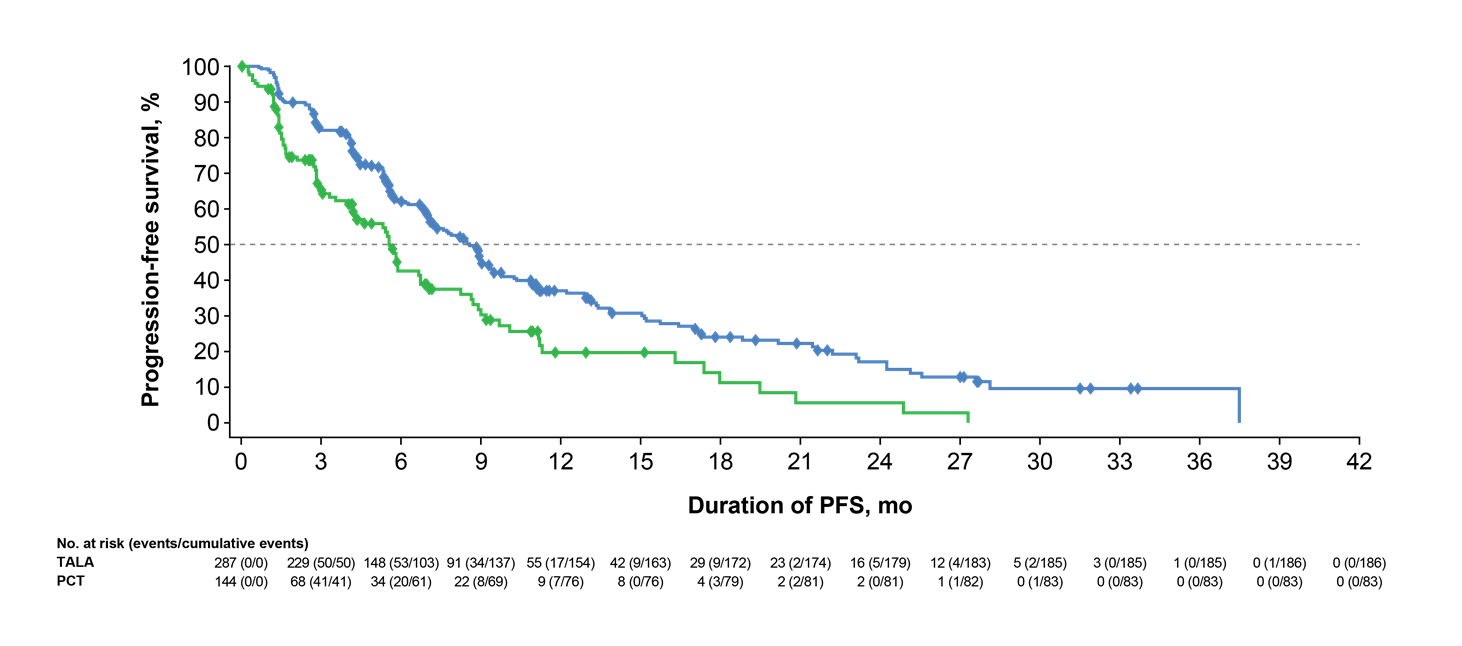 Progression-free survival, %
100
90
80
70
60
50
40
30
20
10
0
0 3 6 9 12 15 18 21 24 27 30 33 36 39 42
Duration of PFS, mo
No. at risk (events/cumulative events)
TALA 287 (0/0) 229 (50/50) 148 (53/103) 91 (34/137) 55 (17/154) 42 (9/163) 29 (9/172) 23 (2/174) 16 (5/179) 12 (4/183) 5 (2/185) 3 (0/185) 1 (0/185) 0 (1/186) 0 (0/186)
PCT 144 (0/0) 68 (41/41) 34 (20/61) 22 (8/69) 9 (7/76) 8 (0/76) 4 (3/79) 2 (2/81) 2 (0/81) 1 (1/82) 0 (1/83) 0 (0/83) 0 (0/83) 0 (0/83) 0 (0/83)